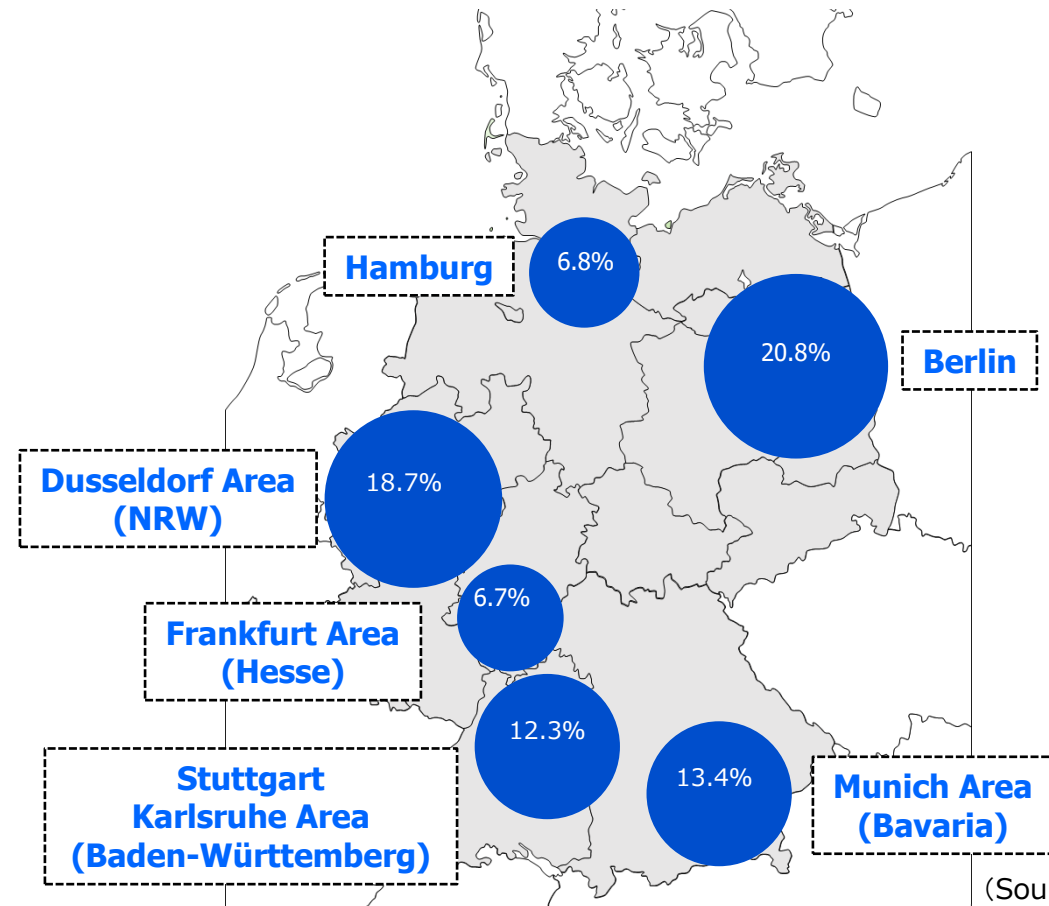 Hamburg
6.8%
20.8%
Berlin
Dusseldorf Area
(NRW)
18.7%
Frankfurt Area
(Hesse)
6.7%
Stuttgart
Karlsruhe Area
(Baden-Württemberg)
12.3%
13.4%
Munich Area
(Bavaria)
（Sou